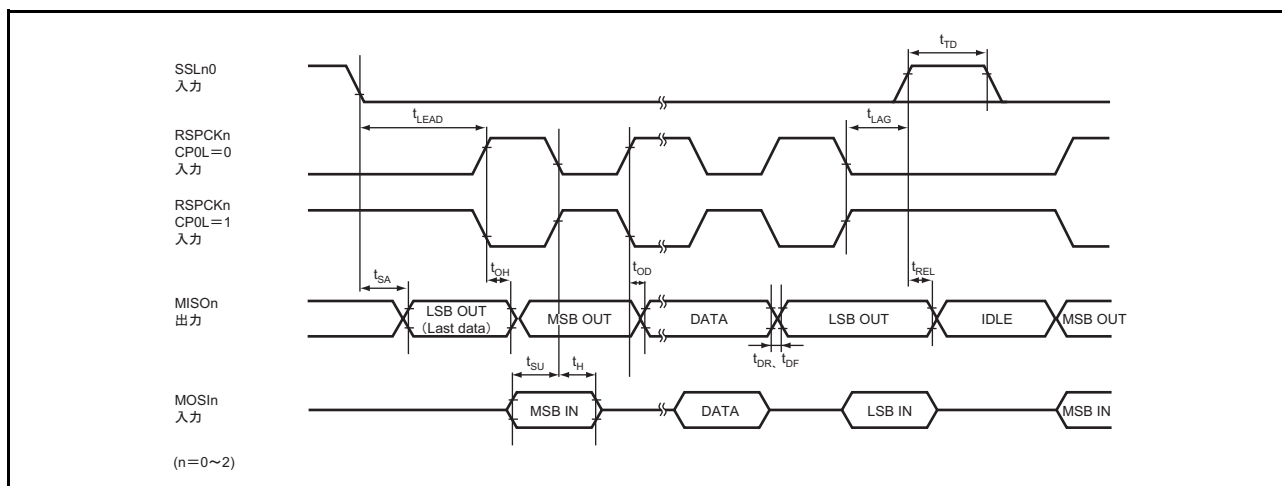 SSLn0
入力
tTD
tLEAD
tLAG
RSPCKn
CP0L=0
入力
RSPCKn
CP0L=1
入力
tSA
tOH
tOD
tREL
MISOn
出力
LSB OUT
(Last data)
MSB OUT
DATA
LSB OUT
IDLE
MSB OUT
tSU
tH
tDR、tDF
MOSIn
入力
MSB IN
DATA
LSB IN
MSB IN
(n=0～2)